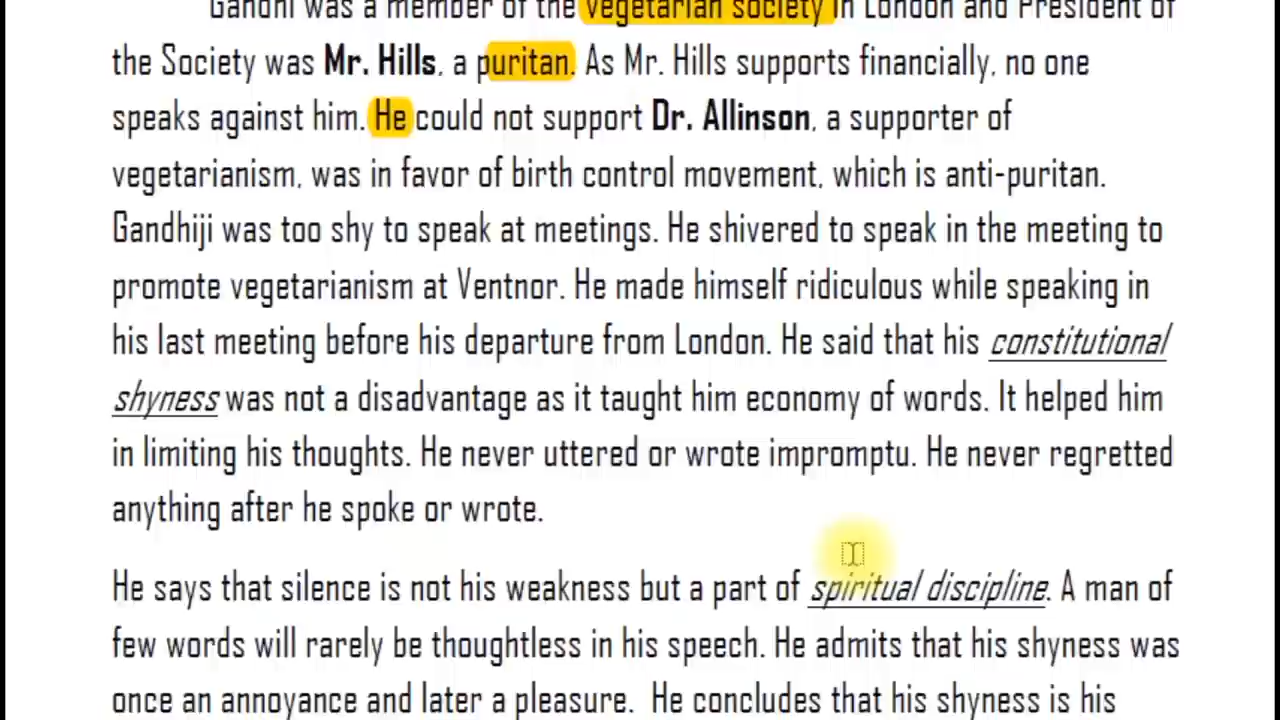 Gandhi was a member of the vegetarian society in London and President of
the Society was Mr. Hills, a puritan. As Mr. Hills supports financially, no one
speaks against him. He could not support Dr. Allinson, a supporter of
vegetarianism, was in favor of birth control movement, which is anti-puritan.
Gandhiji was too shy to speak at meetings. He shivered to speak in the meeting to
promote vegetarianism at Ventnor. He made himself ridiculous while speaking in
his last meeting before his departure from London. He said that his constitutional
shyness was not a disadvantage as it taught him economy of words. It helped him
in limiting his thoughts. He never uttered or wrote impromptu. He never regretted
anything after he spoke or wrote.
He says that silence is not his weakness but a part of spiritual discipline. A man of
few words will rarely be thoughtless in his speech. He admits that his shyness was
once an annoyance and later a pleasure. He concludes that his shyness is his